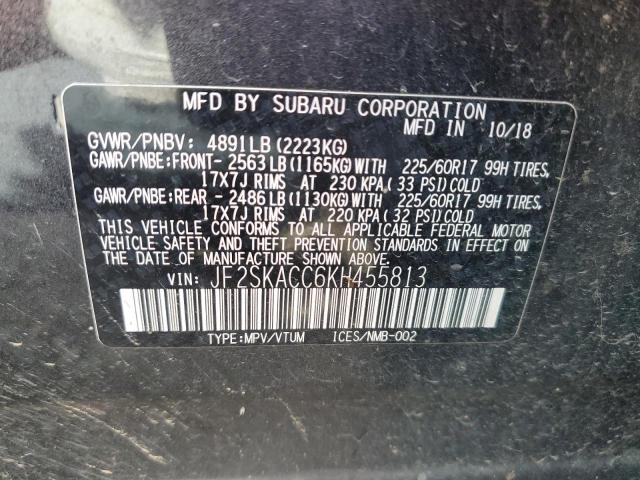 MFD BY SUBARU CORPORATION
MFD IN 10/18
GVWR/PNBV: 4891LB (2223KG)
GAWR/PNBE:FRONT- 2563 LB (1165KG) WITH 225/60R17 99H TIRES,
17X7J RIMS AT 230 KPA (33 PSI) COLD
GAWR/PNBE:REAR - 2486 LB (1130KG) WITH 225/60R17 99H TIRES,
17X7J RIMS AT 220 KPA (32 PSI) COLD
THIS VEHICLE CONFORMS TO ALL APPLICABLE FEDERAL MOTOR
VEHICLE SAFETY AND THEFT PREVENTION STANDARDS IN EFFECT ON
THE DATE OF MANUFACTURE SHOWN ABOVE.
VIN: JF2SKACC6KH455813
TYPE:MPV/VTUM ICES/NMB-002